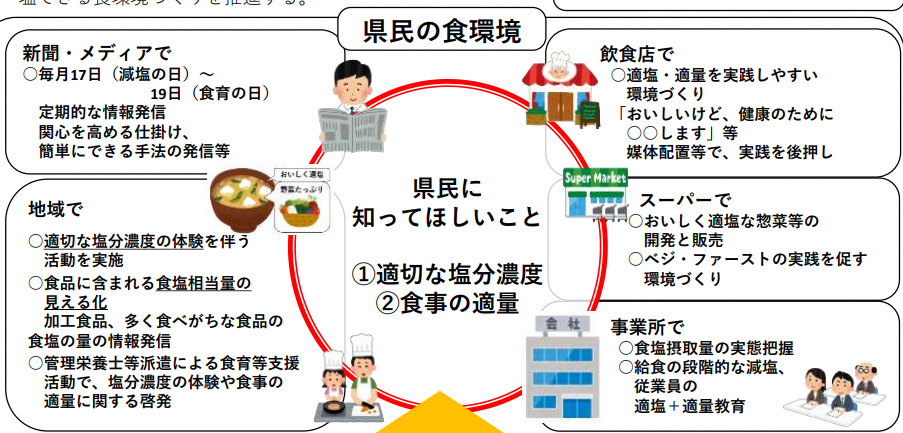 塩できる食環境づくりを推進する。
県民の食環境
新聞・メディアで
○毎月17日（減塩の日）～
19日（食育の日）
定期的な情報発信
関心を高める仕掛け、
簡単にできる手法の発信等
おいしく適塩
野菜たっぷり
地域で
○適切な塩分濃度の体験を伴う
活動を実施
○食品に含まれる食塩相当量の
見える化
加工食品、多く食べがちな食品の
食塩の量の情報発信
○管理栄養士等派遣による食育等支援
活動で、塩分濃度の体験や食事の
適量に関する啓発
県民に
知ってほしいこと
①適切な塩分濃度
②食事の適量
飲食店で
○適塩・適量を実践しやすい
環境づくり
「おいしいけど、健康のために
○○します」等
媒体配置等で、実践を後押し
Super Market
スーパーで
○おいしく適塩な惣菜等の
開発と販売
○ベジ・ファーストの実践を促す
環境づくり
会社
事業所で
○食塩摂取量の実態把握
○給食の段階的な減塩、
従業員の
適塩＋適量教育